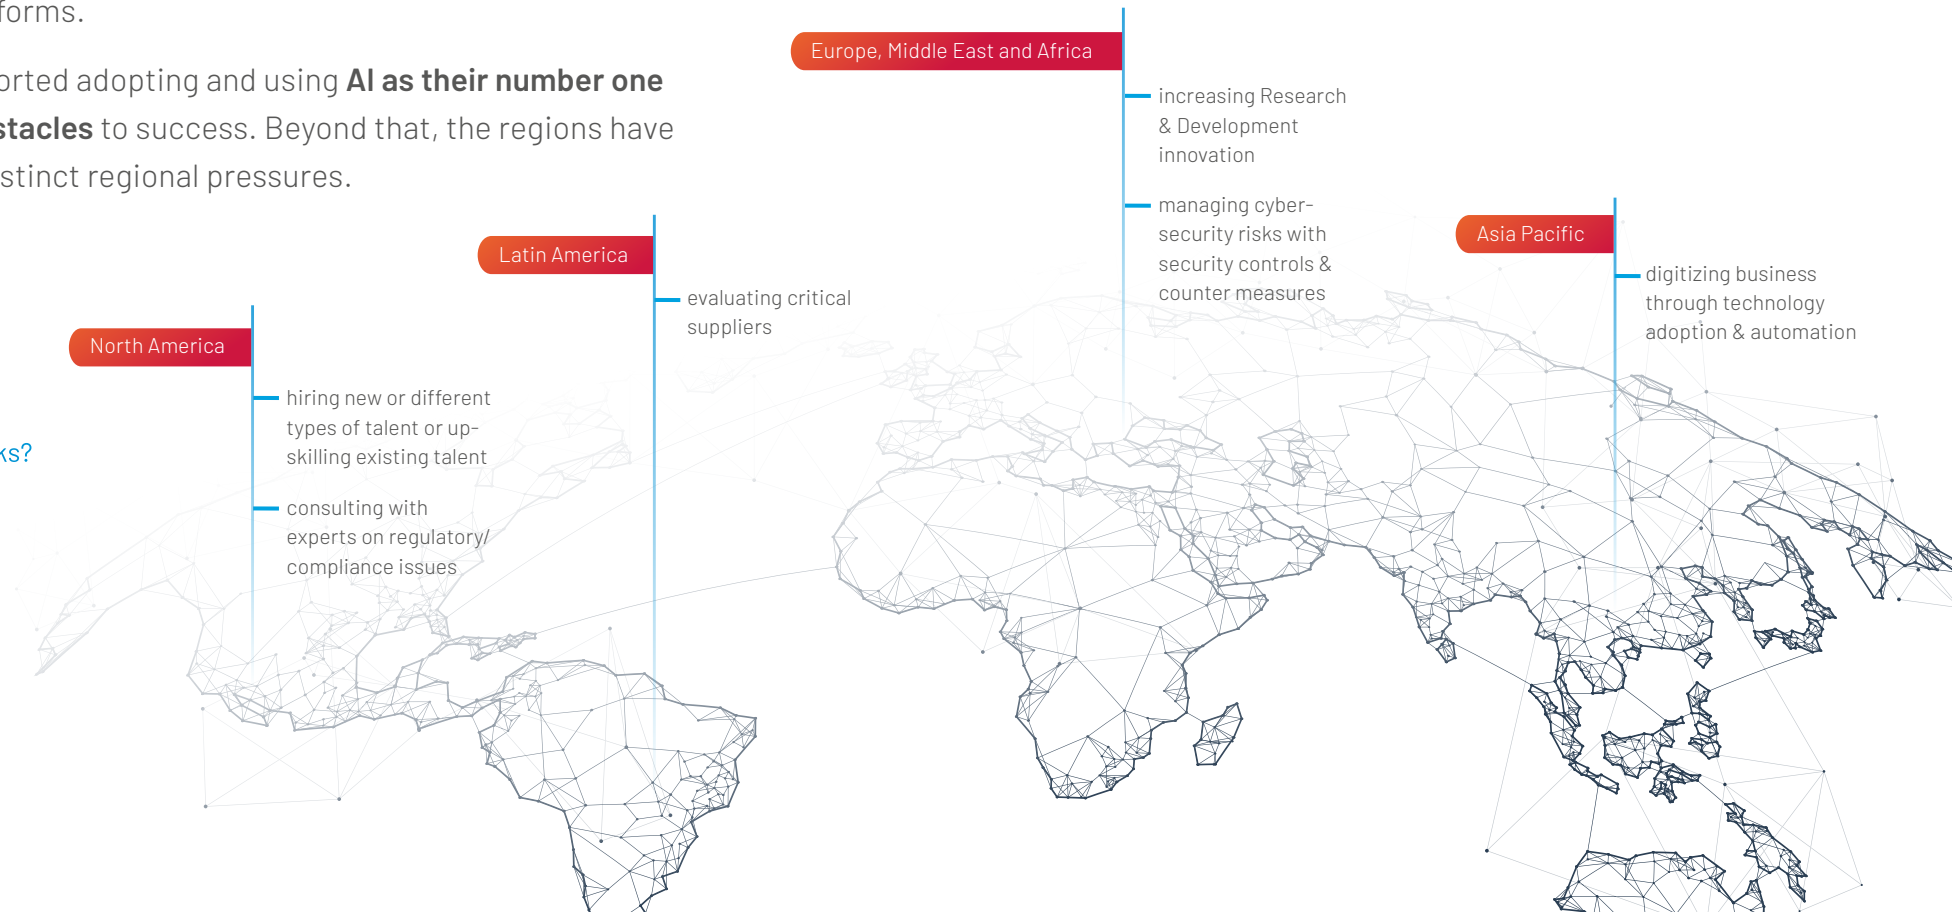 forms.
orted adopting and using AI as their number one
stacles to success. Beyond that, the regions have
stinct regional pressures.
ks?
North America
hiring new or different
types of talent or up-
skilling existing talent
consulting with
experts on regulatory/
compliance issues
Latin America
evaluating critical
suppliers
Europe, Middle East and Africa
increasing Research
& Development
innovation
managing cyber-
security risks with
security controls &
counter measures
Asia Pacific
digitizing business
through technology
adoption & automation